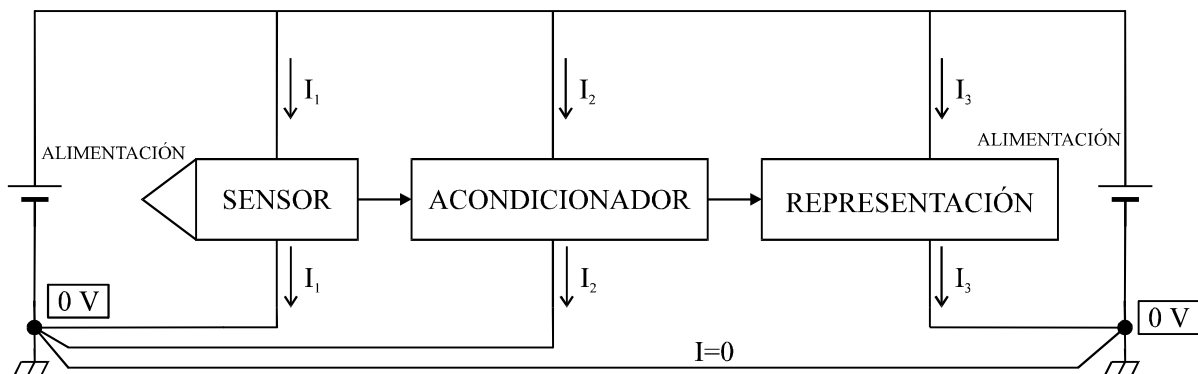 I₁
I₂
I₃
ALIMENTACIÓN
ALIMENTACIÓN
SENSOR
ACONDICIONADOR
REPRESENTACIÓN
I₁
I₂
I₃
0 V
0 V
I=0